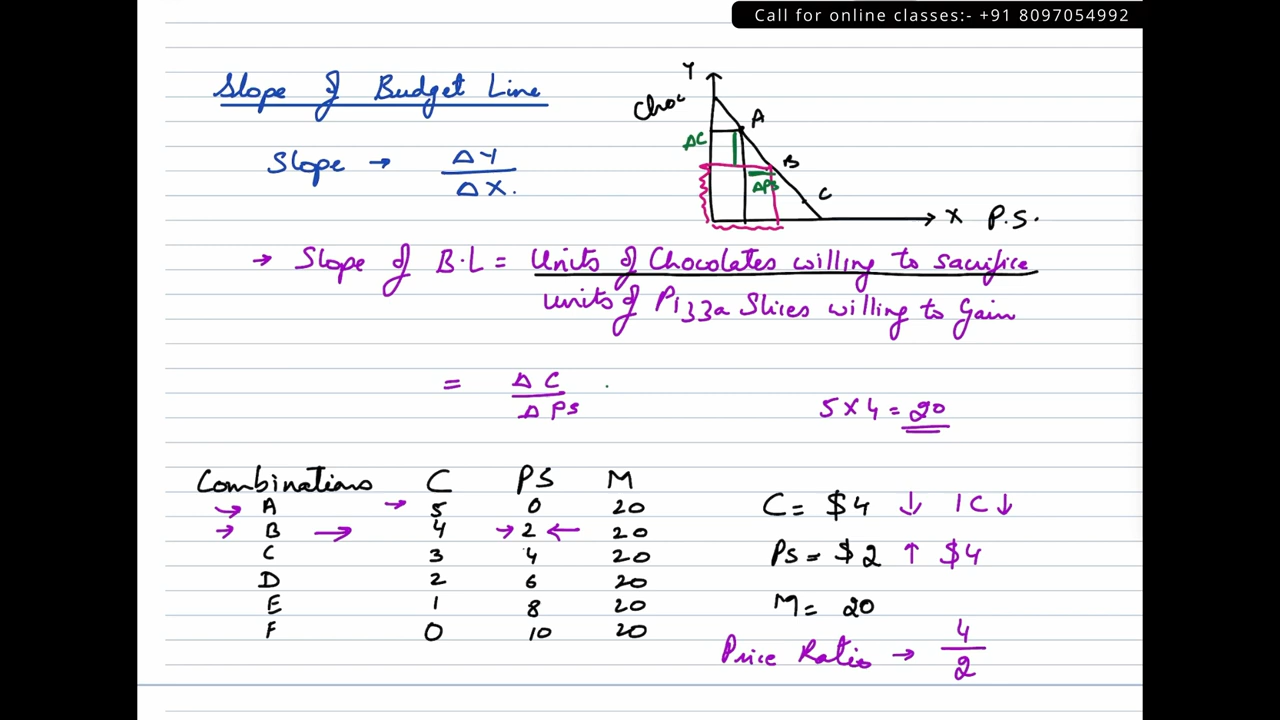 Call for online classes:- +91 8097054992
Slope of Budget Line
Y
Choc
A
ΔC
B
ΔPS
C
X P.S.
Slope → ΔY / ΔX.
→ Slope of B.L = Units of Chocolates willing to sacrifice
Units of Pizza Slices willing to Gain
= ΔC / ΔPS
5 X 4 = 20
Combinations C PS M
→ A → 5 0 20
→ B → 4 → 2 ← 20
C 3 4 20
D 2 6 20
E 1 8 20
F 0 10 20
C = $4 ↓ 1C ↓
Ps = $2 ↑ $4
M = 20
Price Ratio → 4 / 2